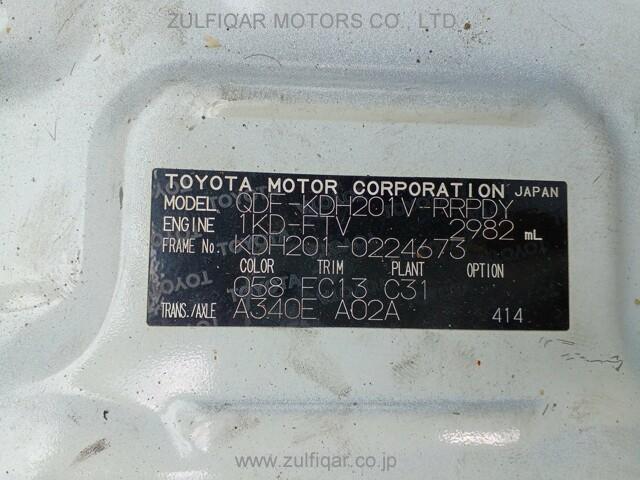 ZULFIQAR MOTORS CO., LTD.
TOYOTA MOTOR CORPORATION JAPAN
MODEL QDF-KDH201V-RRPDY
ENGINE 1KD-FTV 2982 mL
FRAME NO. KDH201-0224673
COLOR TRIM PLANT OPTION
058 FC13 C31
TRANS./AXLE A340E A02A 414
www.zulfiqar.co.jp